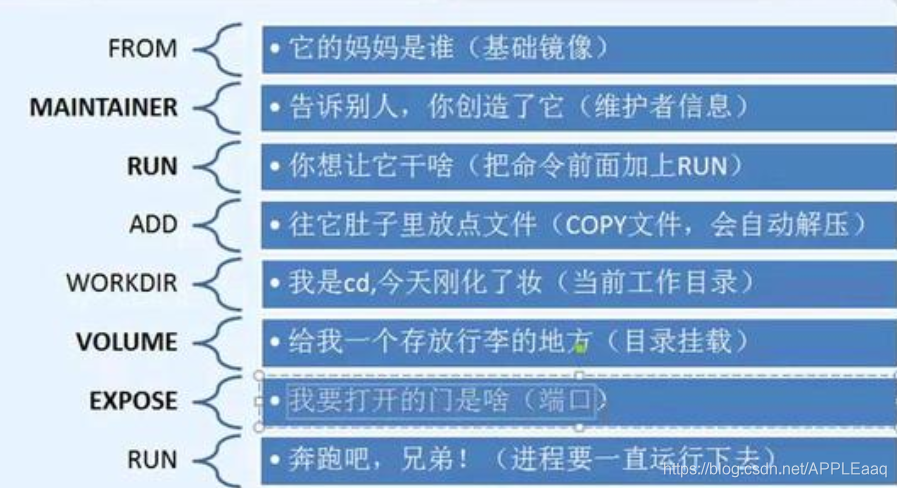 FROM
• 它的妈妈是谁（基础镜像）
MAINTAINER
• 告诉别人，你创造了它（维护者信息）
RUN
• 你想让它干啥（把命令前面加上RUN）
ADD
• 往它肚子里放点文件（COPY文件，会自动解压）
WORKDIR
• 我是cd,今天刚化了妆（当前工作目录）
VOLUME
• 给我一个存放行李的地方（目录挂载）
EXPOSE
• 我要打开的门是啥（端口）
RUN
• 奔跑吧，兄弟！（进程要一直运行下去）
https://blog.csdn.net/APPLEaaq